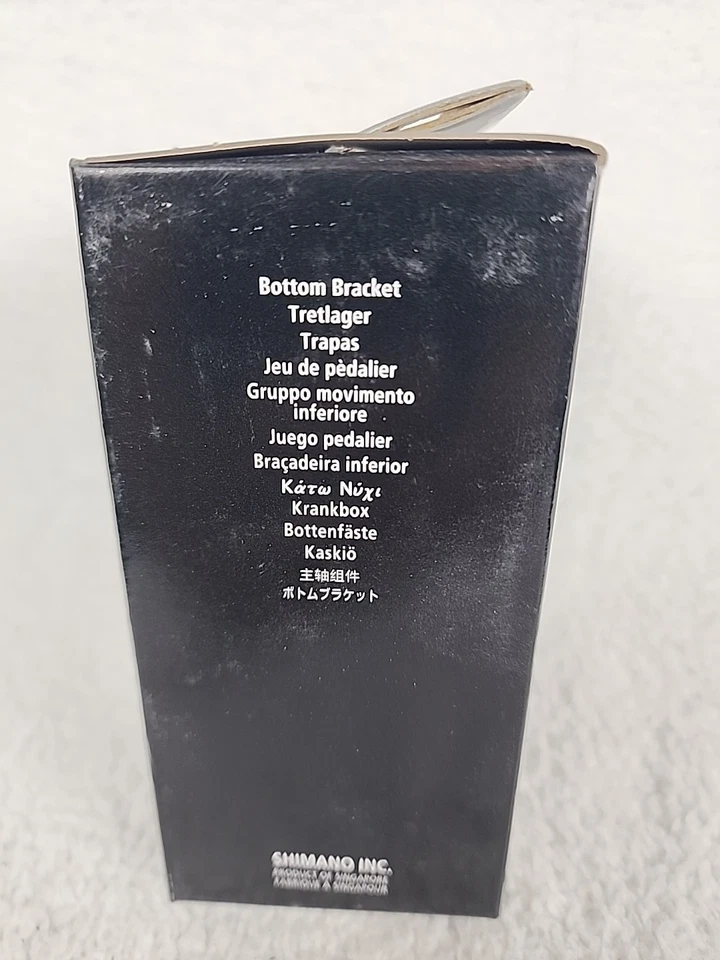 Bottom Bracket
Tretlager
Trapas
Jeu de pèdalier
Gruppo movimento
inferiore
Juego pedalier
Braçadeira inferior
Κάτω Νύχι
Krankbox
Bottenfäste
Kaskiö
主轴组件
ボトムブラケット
SHIMANO INC.
PRODUCT OF SINGAPORE
FABRIQUE A SINGAPOUR